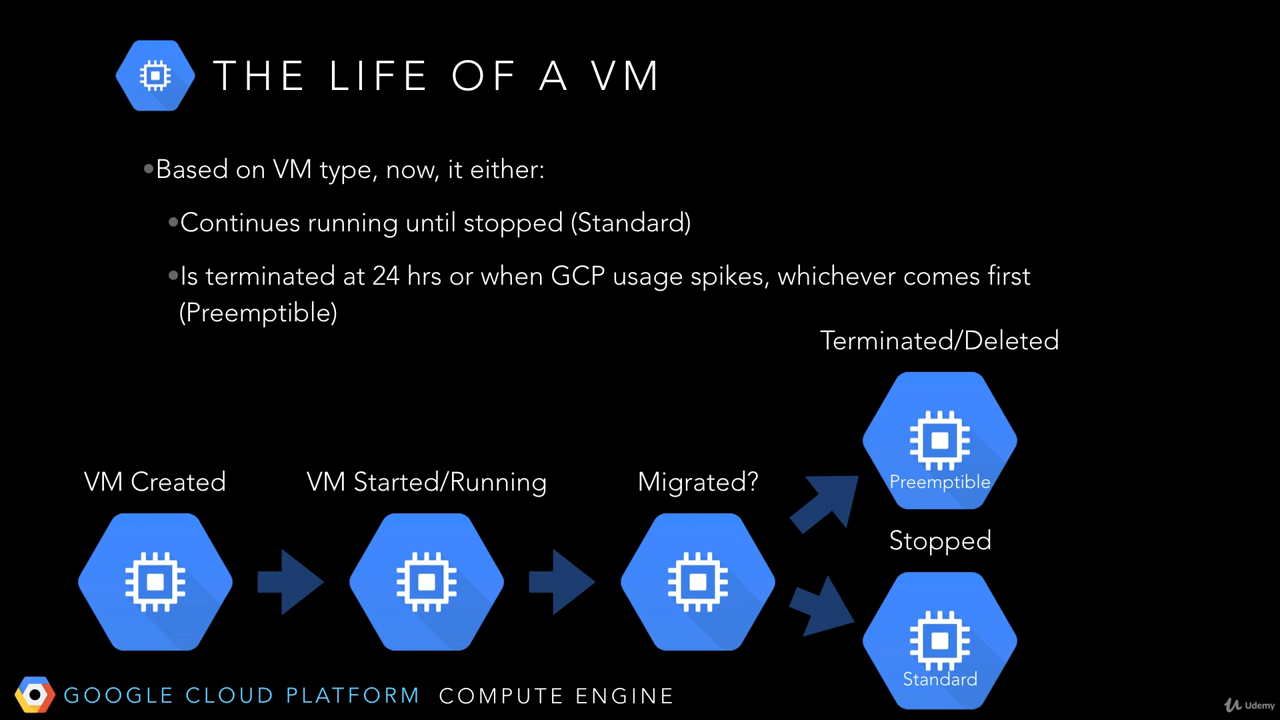 THE LIFE OF A VM
•Based on VM type, now, it either:
•Continues running until stopped (Standard)
•Is terminated at 24 hrs or when GCP usage spikes, whichever comes first
(Preemptible)
Terminated/Deleted
Preemptible
VM Created
VM Started/Running
Migrated?
Stopped
Standard
GOOGLE CLOUD PLATFORM COMPUTE ENGINE
Udemy